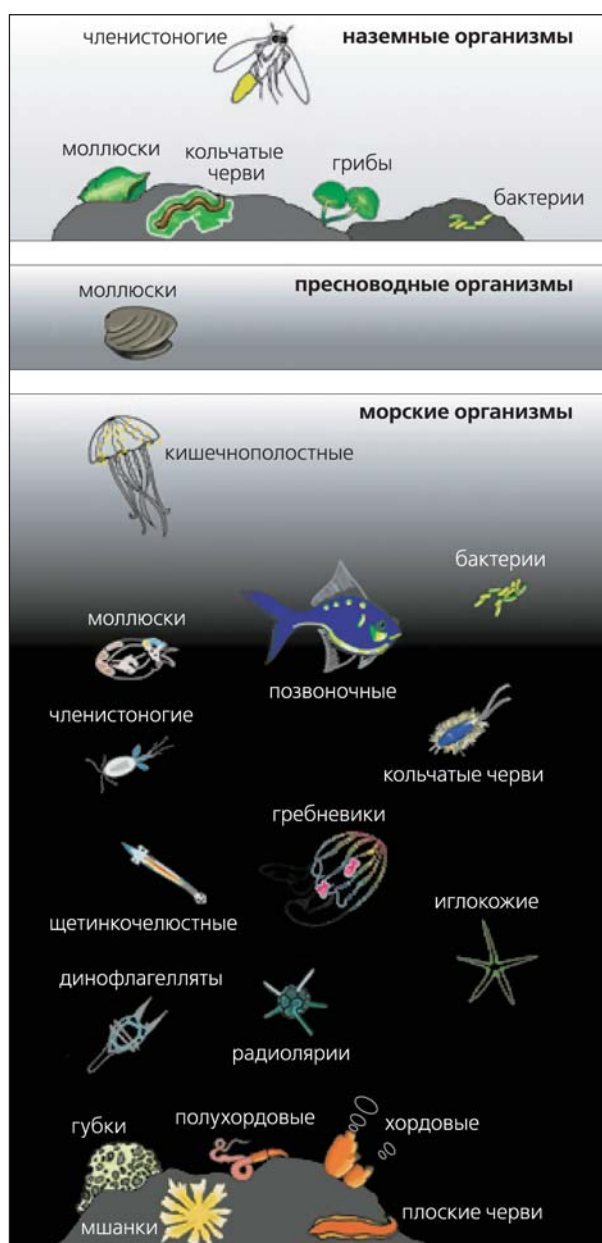 членистоногие
наземные организмы
моллюски
кольчатые
черви
грибы
бактерии
моллюски
пресноводные организмы
морские организмы
кишечнополостные
бактерии
моллюски
позвоночные
членистоногие
кольчатые черви
гребневики
щетинкочелюстные
иглокожие
динофлагелляты
радиолярии
полухордовые
хордовые
губки
мшанки
плоские черви